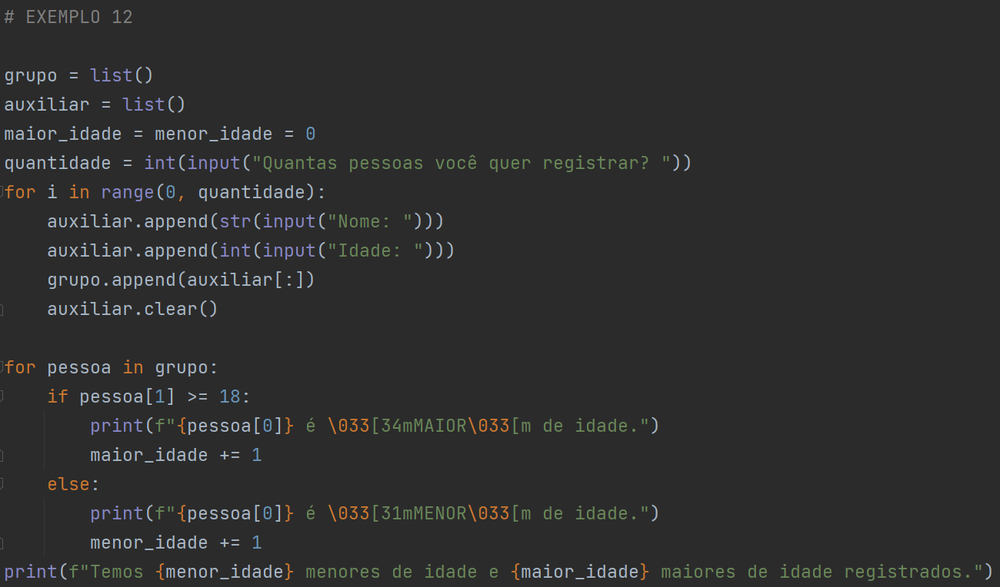 # EXEMPLO 12

grupo = list()
auxiliar = list()
maior_idade = menor_idade = 0
quantidade = int(input("Quantas pessoas você quer registrar? "))
for i in range(0, quantidade):
    auxiliar.append(str(input("Nome: ")))
    auxiliar.append(int(input("Idade: ")))
    grupo.append(auxiliar[:])
    auxiliar.clear()

for pessoa in grupo:
    if pessoa[1] >= 18:
        print(f"{pessoa[0]} é \033[34mMAIOR\033[m de idade.")
        maior_idade += 1
    else:
        print(f"{pessoa[0]} é \033[31mMENOR\033[m de idade.")
        menor_idade += 1
print(f"Temos {menor_idade} menores de idade e {maior_idade} maiores de idade registrados.")